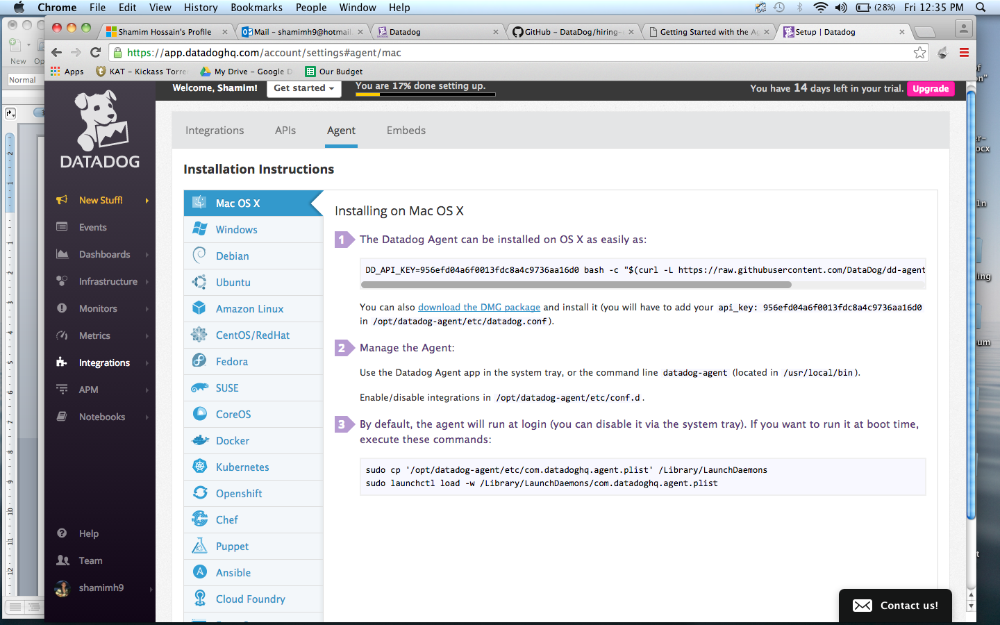 Chrome File Edit View History Bookmarks People Window Help (28%) Fri 12:35 PM
Shamim Hossain's Profile
Mail – shamimh9@hotmail
Datadog
GitHub – DataDog/hiring-
Getting Started with the A
Setup | Datadog
https://app.datadoghq.com/account/settings#agent/mac
Apps
KAT – Kickass Torre
My Drive – Google D
Our Budget
New
Normal
Welcome, Shamim!
Get started
You are 17% done setting up.
You have 14 days left in your trial.
Upgrade
DATADOG
New Stuff!
Events
Dashboards
Infrastructure
Monitors
Metrics
Integrations
APM
Notebooks
Help
Team
shamimh9
Integrations APIs Agent Embeds
Installation Instructions
Mac OS X
Windows
Debian
Ubuntu
Amazon Linux
CentOS/RedHat
Fedora
SUSE
CoreOS
Docker
Kubernetes
Openshift
Chef
Puppet
Ansible
Cloud Foundry
Installing on Mac OS X
1 The Datadog Agent can be installed on OS X as easily as:
DD_API_KEY=956efd04a6f0013fdc8a4c9736aa16d0 bash -c "$(curl -L https://raw.githubusercontent.com/DataDog/dd-agent
You can also download the DMG package and install it (you will have to add your api_key: 956efd04a6f0013fdc8a4c9736aa16d0
in /opt/datadog-agent/etc/datadog.conf).
2 Manage the Agent:
Use the Datadog Agent app in the system tray, or the command line datadog-agent (located in /usr/local/bin).
Enable/disable integrations in /opt/datadog-agent/etc/conf.d.
3 By default, the agent will run at login (you can disable it via the system tray). If you want to run it at boot time,
execute these commands:
sudo cp '/opt/datadog-agent/etc/com.datadoghq.agent.plist' /Library/LaunchDaemons
sudo launchctl load -w /Library/LaunchDaemons/com.datadoghq.agent.plist
Contact us!